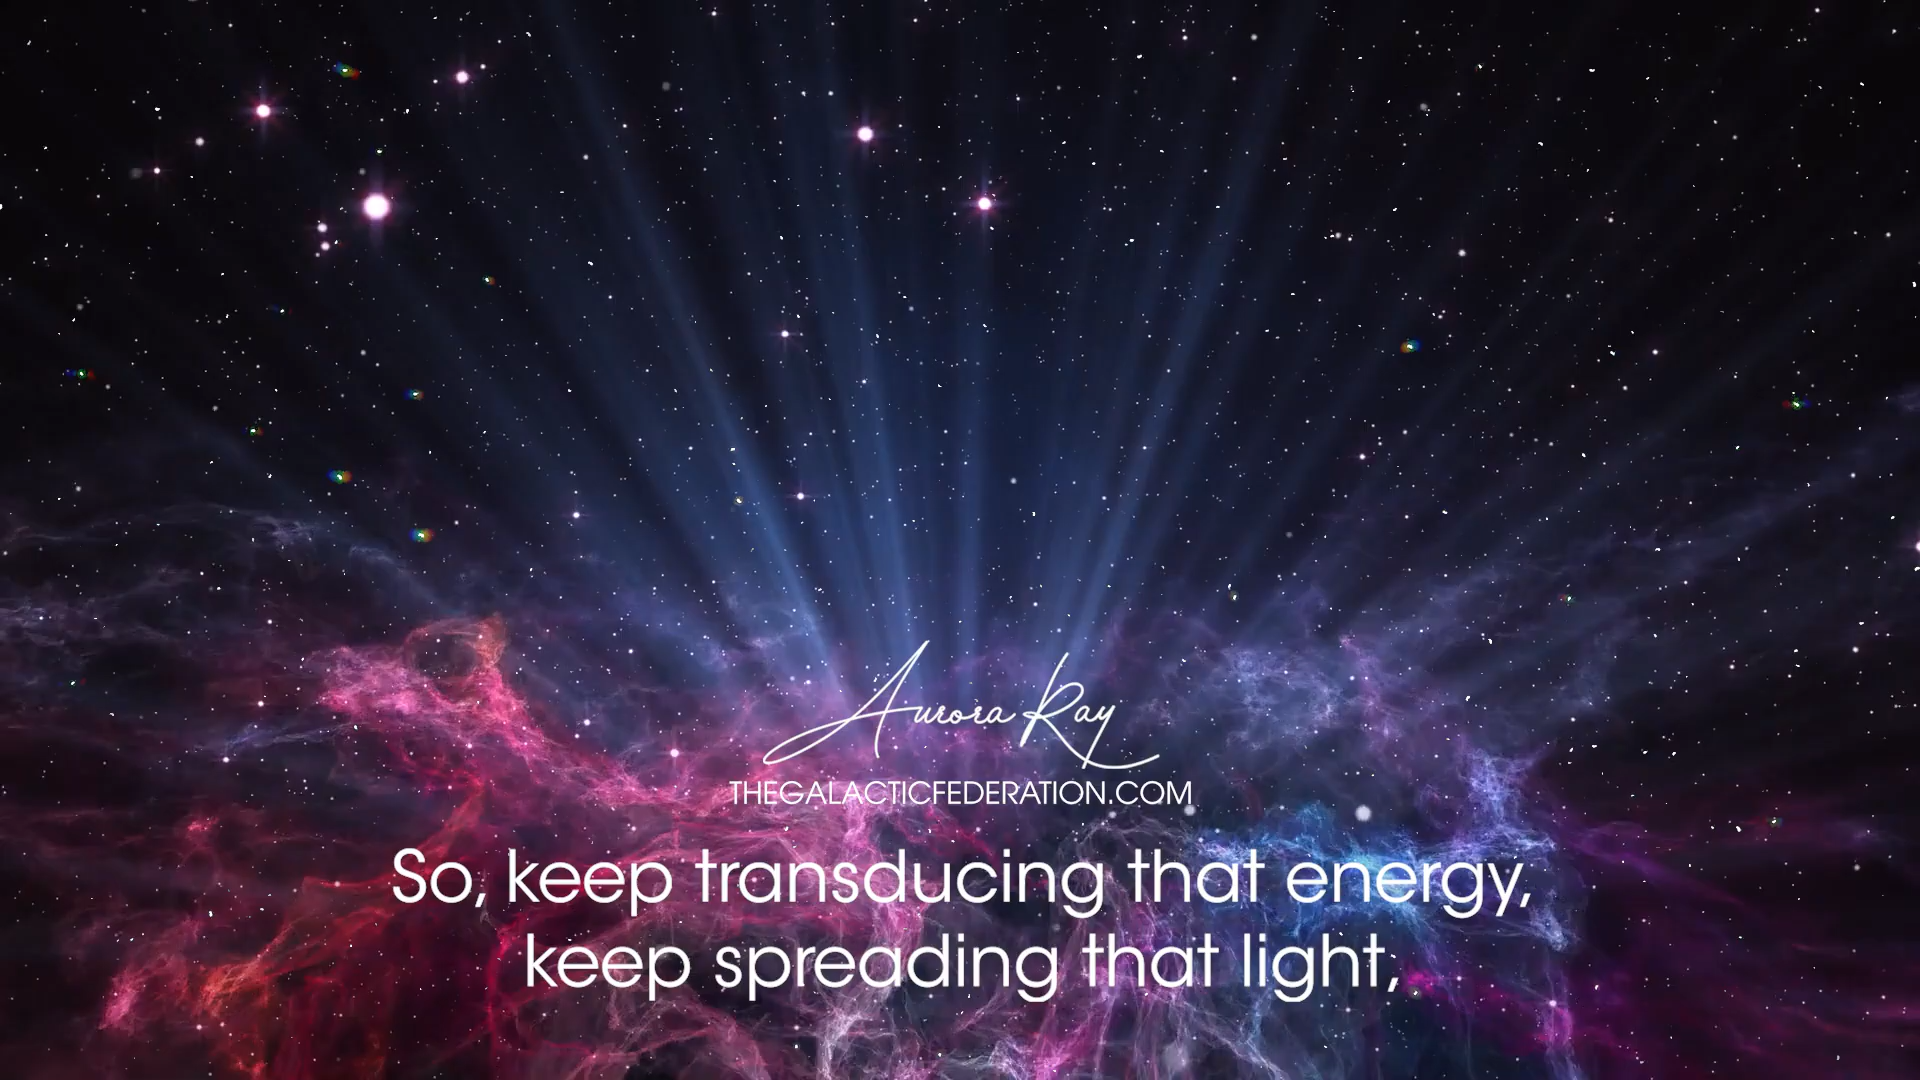 Aurora Ray
THEGALACTICFEDERATION.COM
So, keep transducing that energy,
keep spreading that light,